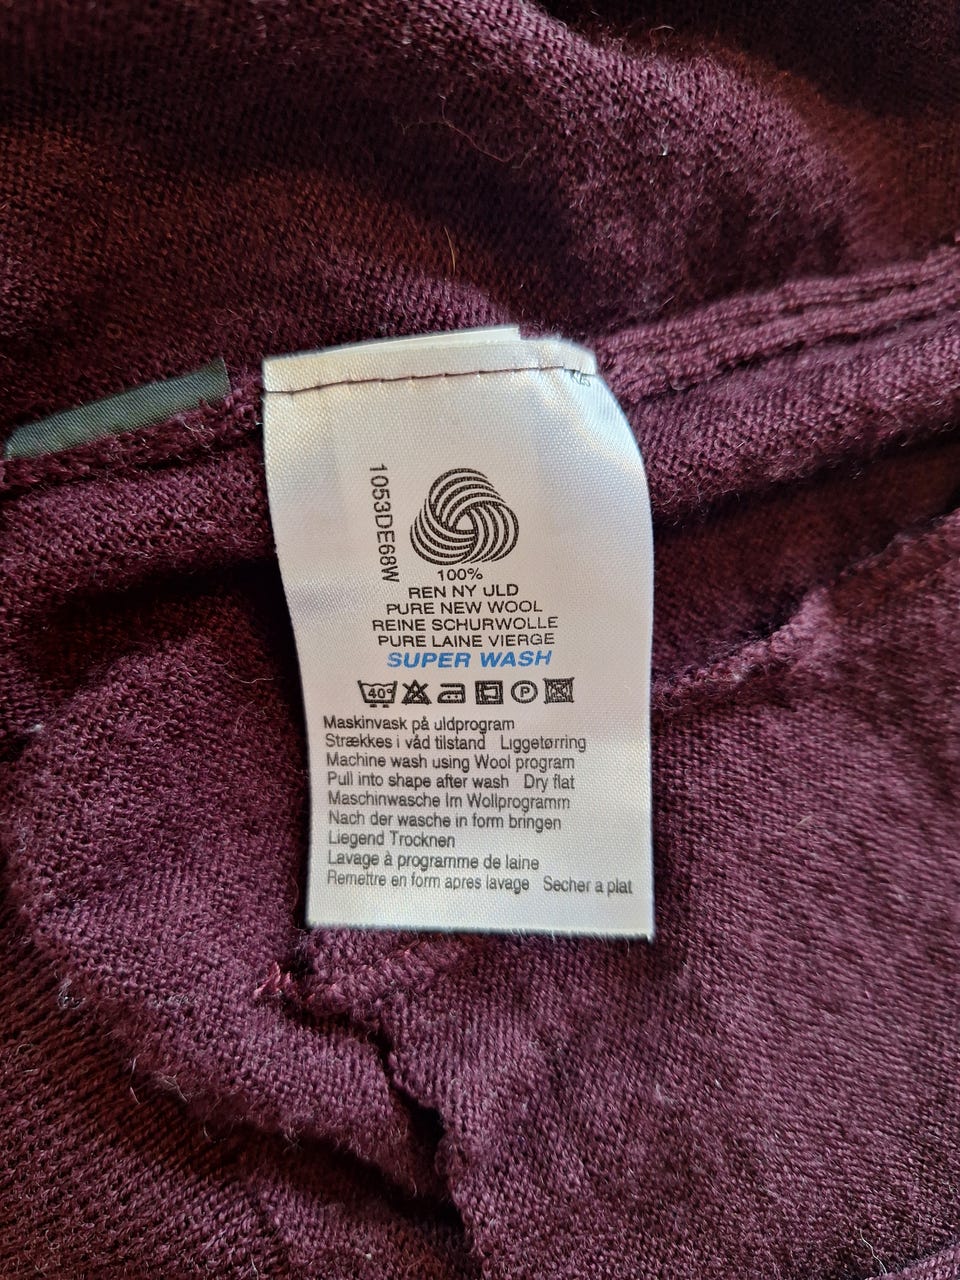 1053DE68W
100%
REN NY ULD
PURE NEW WOOL
REINE SCHURWOLLE
PURE LAINE VIERGE
SUPER WASH
40° P
Maskinvask på uldprogram
Strækkes i våd tilstand Liggetørring
Machine wash using Wool program
Pull into shape after wash Dry flat
Maschinwasche Im Wollprogramm
Nach der wasche in form bringen
Liegend Trocknen
Lavage à programme de laine
Remettre en form apres lavage Secher a plat